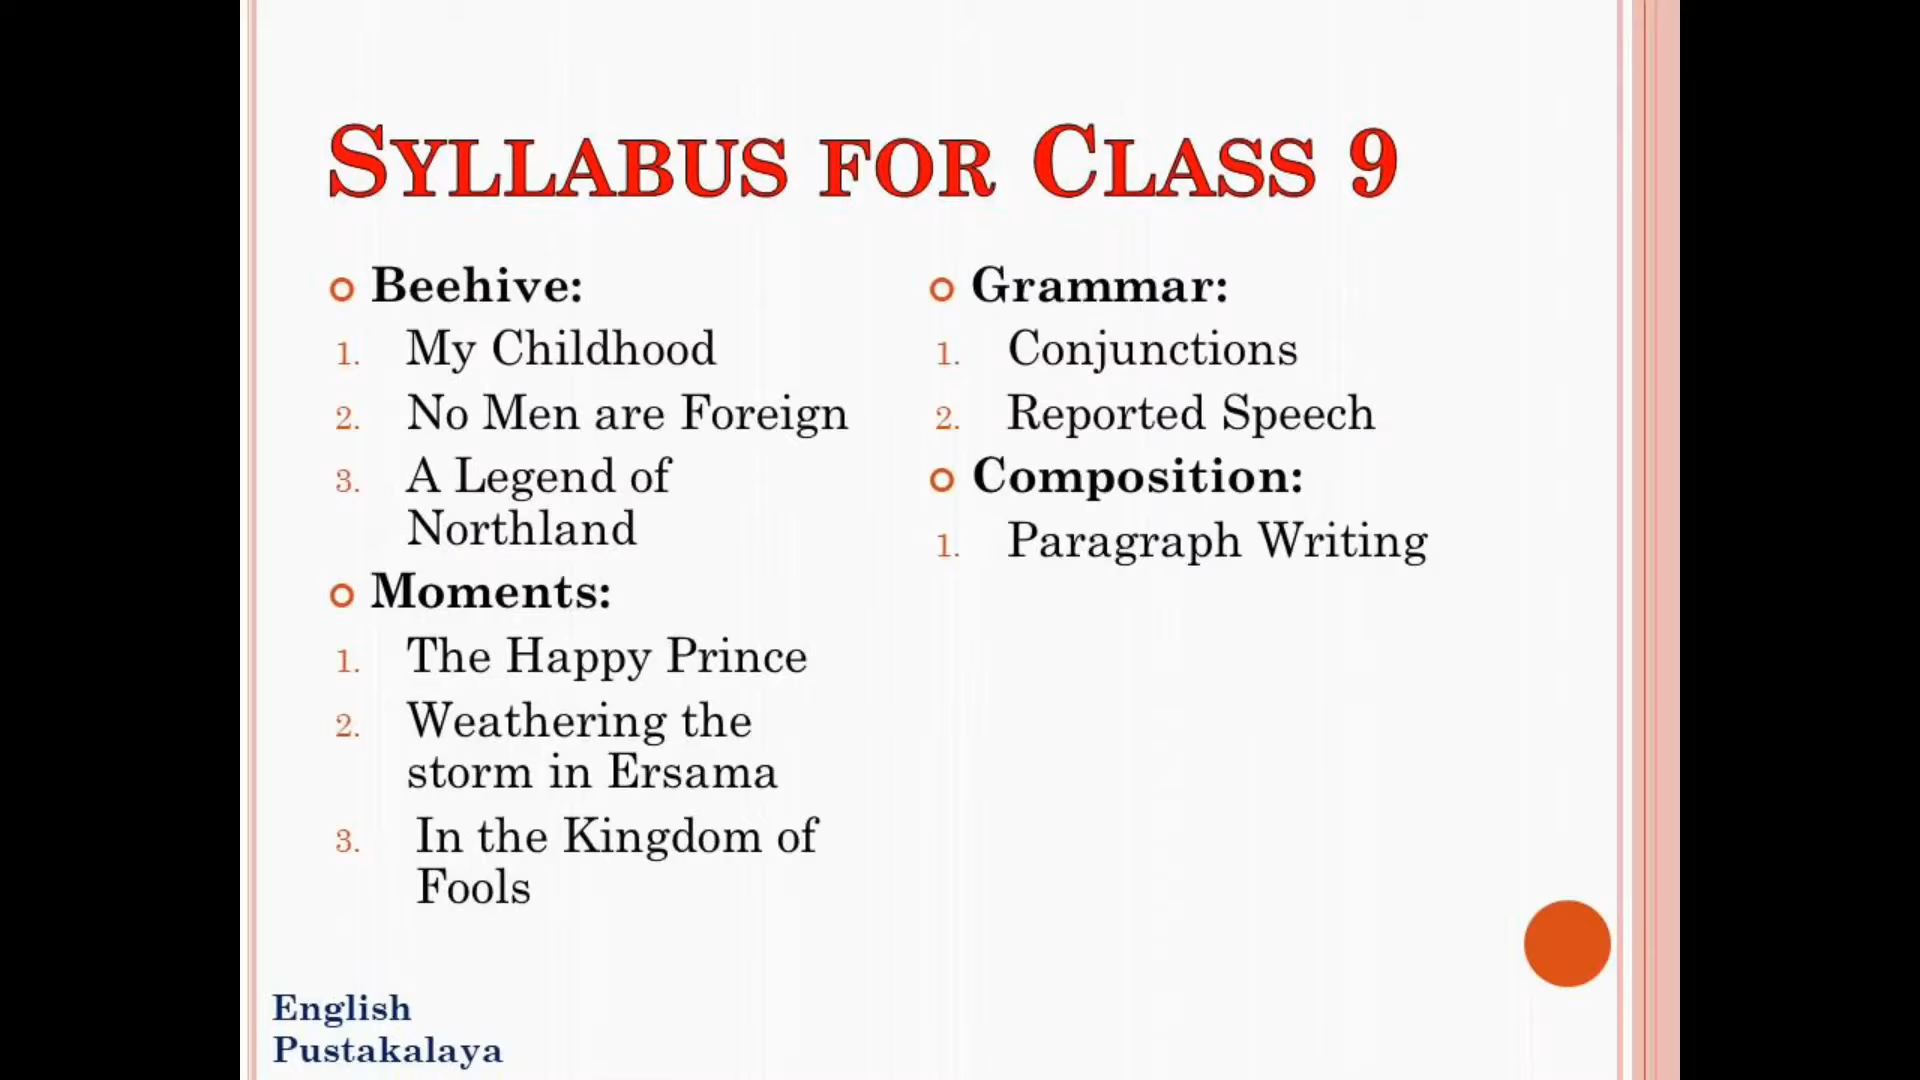 Syllabus for Class 9
Beehive:
1. My Childhood
2. No Men are Foreign
3. A Legend of
Northland
Moments:
1. The Happy Prince
2. Weathering the
storm in Ersama
3. In the Kingdom of
Fools
Grammar:
1. Conjunctions
2. Reported Speech
Composition:
1. Paragraph Writing
English
Pustakalaya